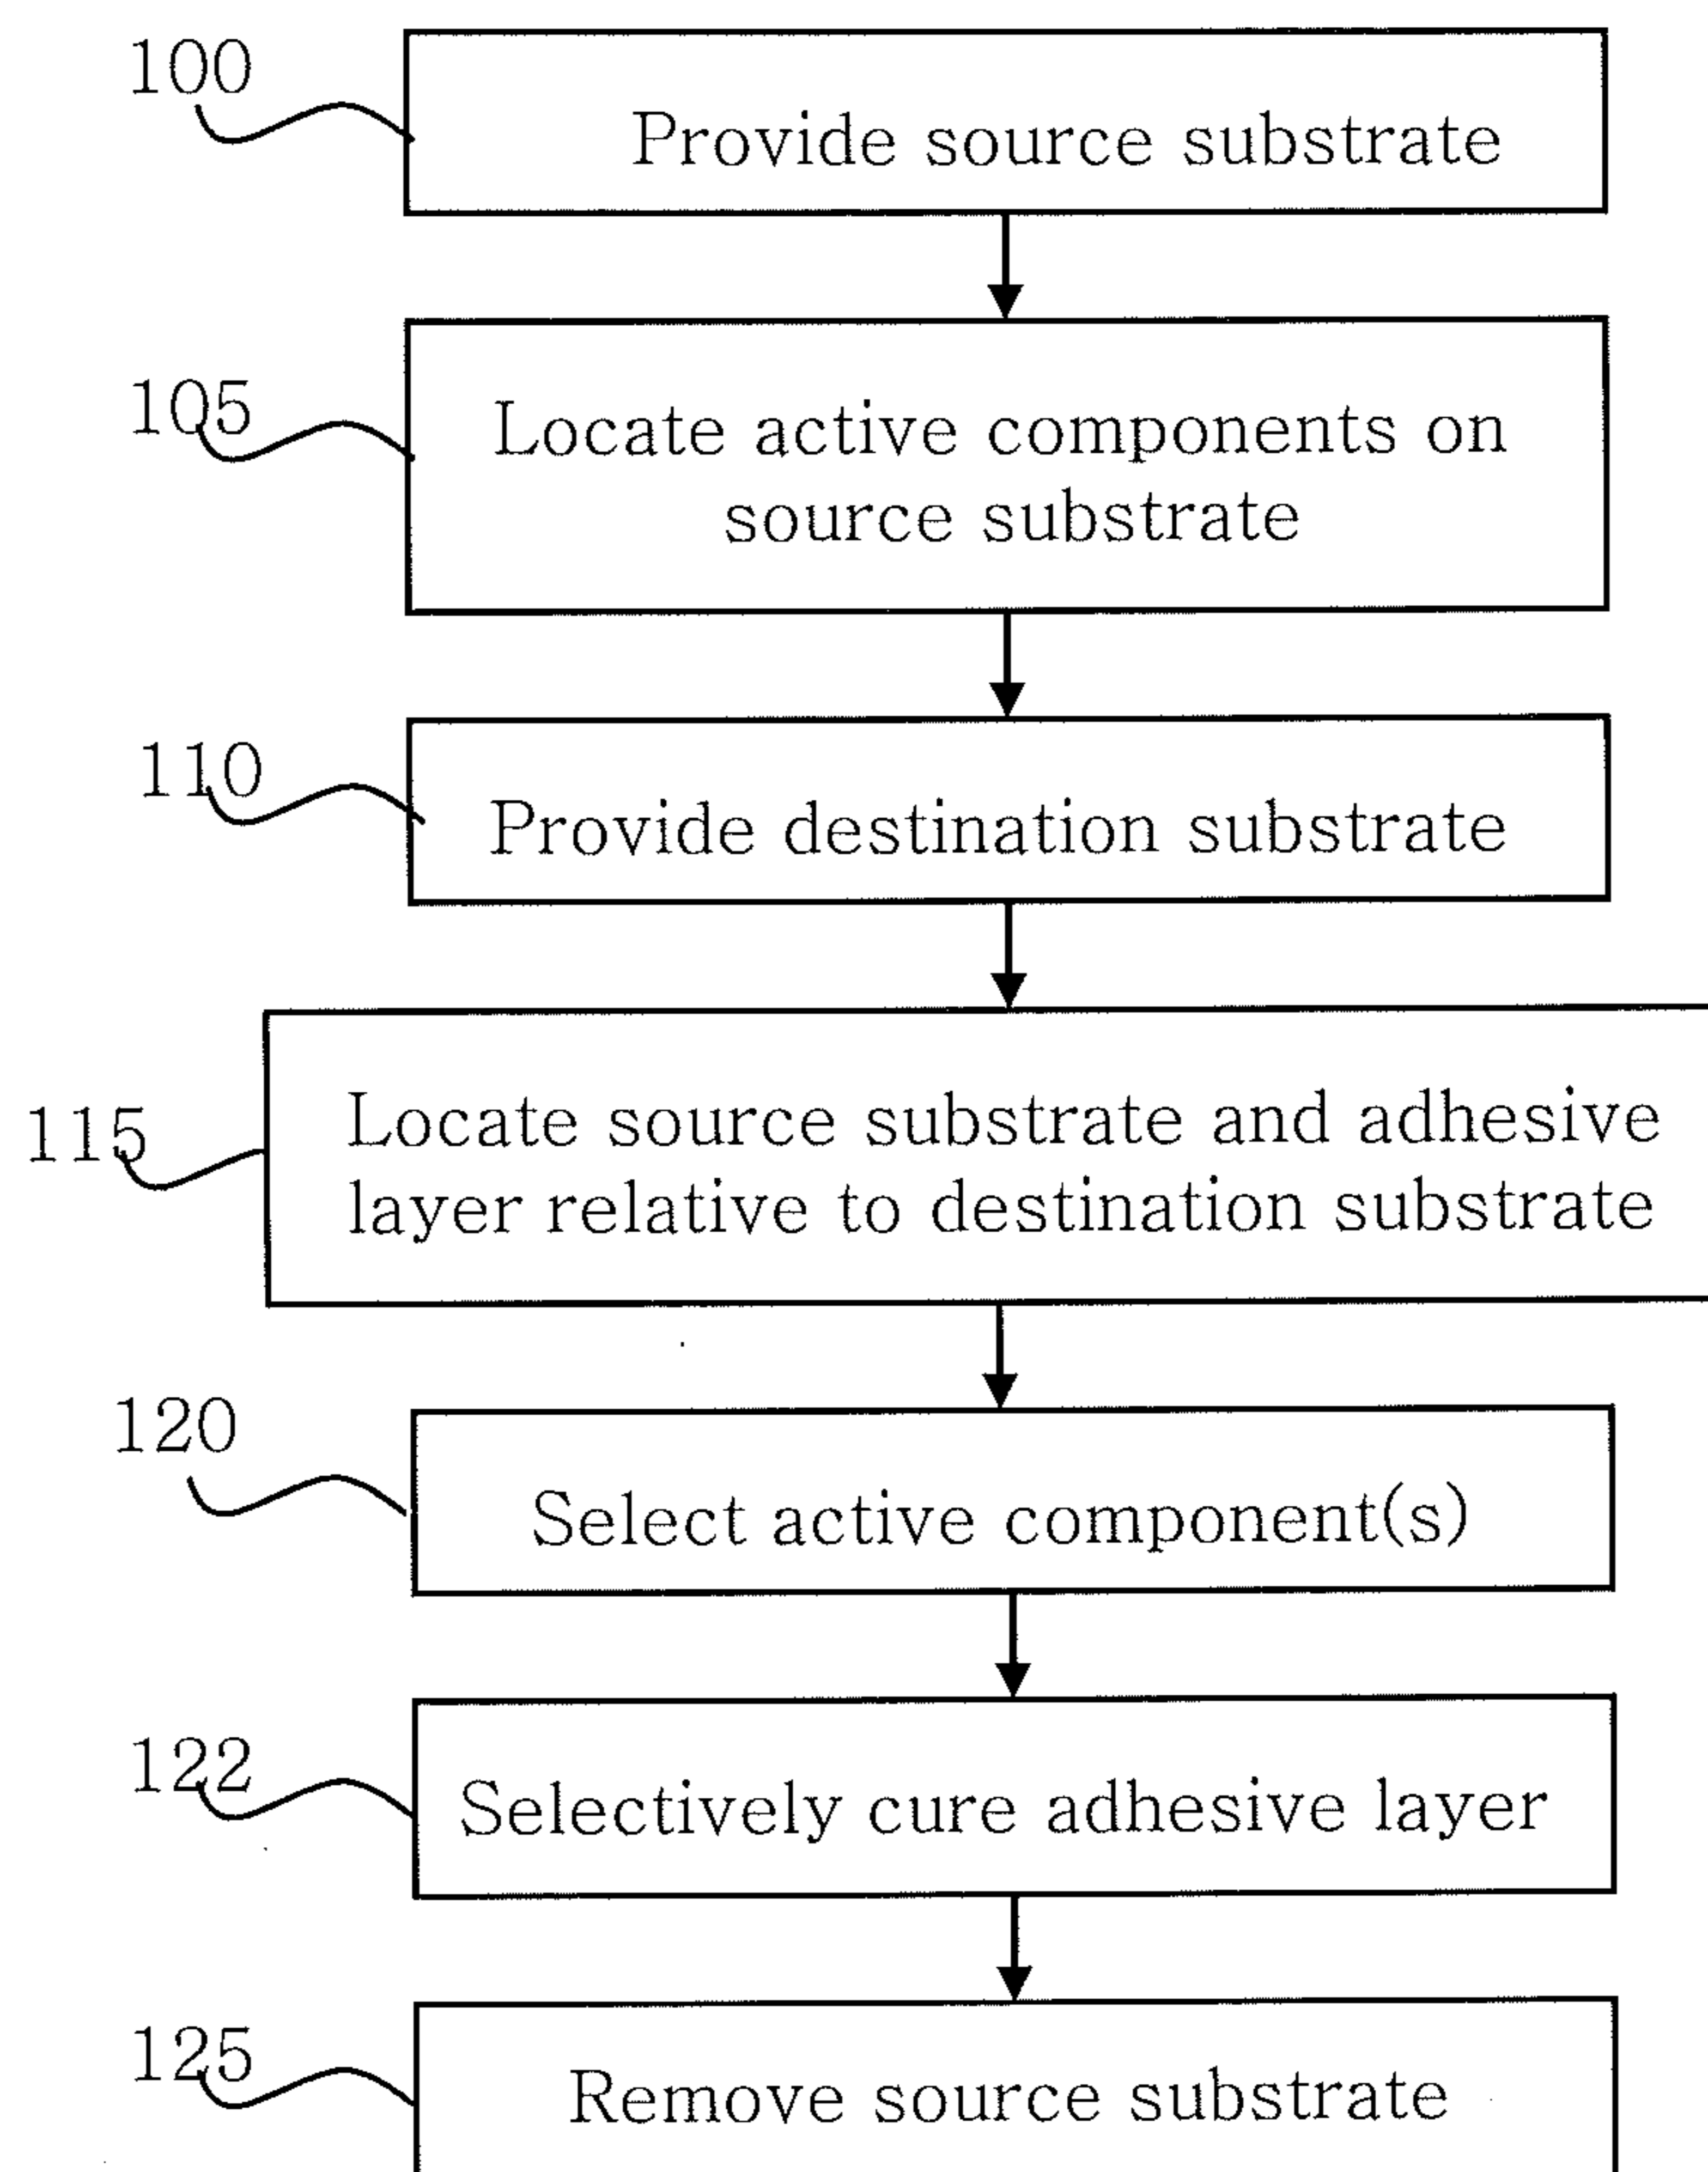 100
Provide source substrate
105
Locate active components on
source substrate
110
Provide destination substrate
115
Locate source substrate and adhesive
layer relative to destination substrate
120
Select active component(s)
122
Selectively cure adhesive layer
125
Remove source substrate